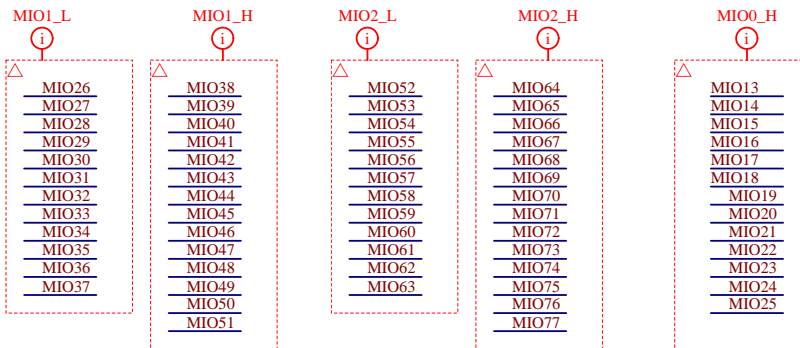 MIO1_L
i
MIO26
MIO27
MIO28
MIO29
MIO30
MIO31
MIO32
MIO33
MIO34
MIO35
MIO36
MIO37
MIO1_H
i
MIO38
MIO39
MIO40
MIO41
MIO42
MIO43
MIO44
MIO45
MIO46
MIO47
MIO48
MIO49
MIO50
MIO51
MIO2_L
i
MIO52
MIO53
MIO54
MIO55
MIO56
MIO57
MIO58
MIO59
MIO60
MIO61
MIO62
MIO63
MIO2_H
i
MIO64
MIO65
MIO66
MIO67
MIO68
MIO69
MIO70
MIO71
MIO72
MIO73
MIO74
MIO75
MIO76
MIO77
MIO0_H
i
MIO13
MIO14
MIO15
MIO16
MIO17
MIO18
MIO19
MIO20
MIO21
MIO22
MIO23
MIO24
MIO25